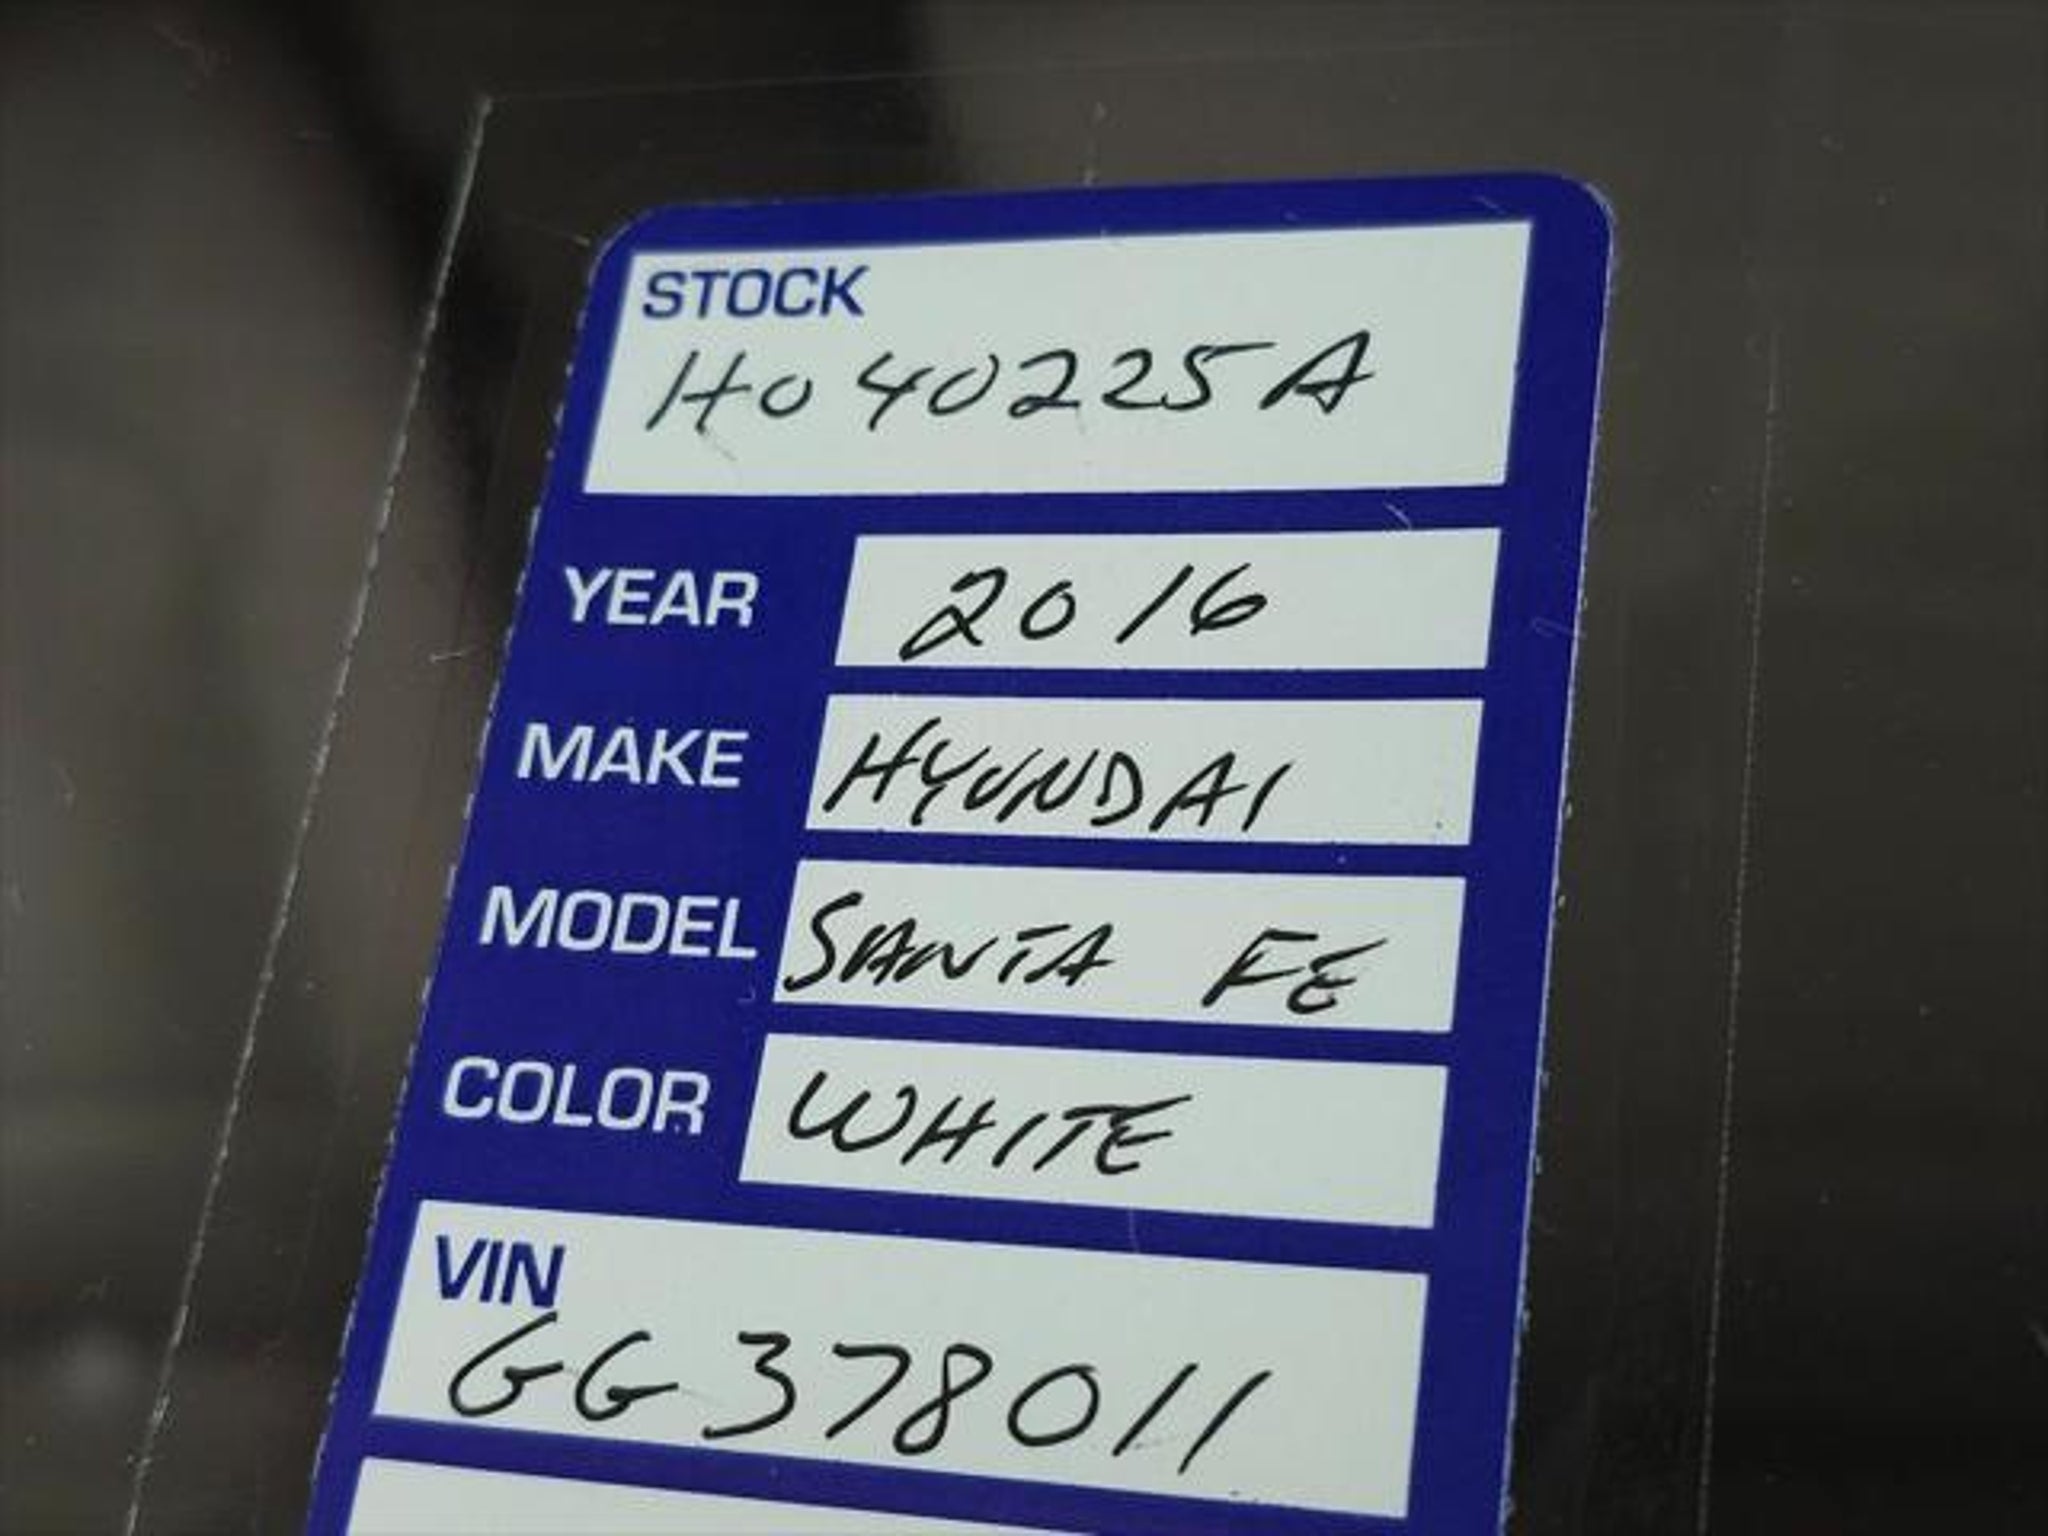 STOCK
H040225A
YEAR 2016
MAKE HYUNDAI
MODEL SANTA FE
COLOR WHITE
VIN
GG378011